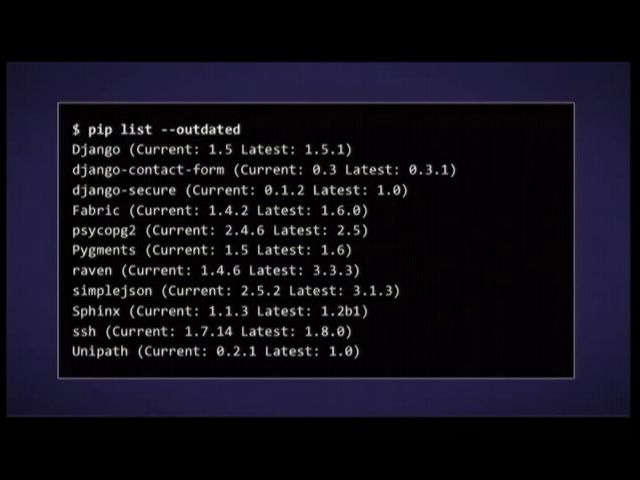 $ pip list --outdated
Django (Current: 1.5 Latest: 1.5.1)
django-contact-form (Current: 0.3 Latest: 0.3.1)
django-secure (Current: 0.1.2 Latest: 1.0)
Fabric (Current: 1.4.2 Latest: 1.6.0)
psycopg2 (Current: 2.4.6 Latest: 2.5)
Pygments (Current: 1.5 Latest: 1.6)
raven (Current: 1.4.6 Latest: 3.3.3)
simplejson (Current: 2.5.2 Latest: 3.1.3)
Sphinx (Current: 1.1.3 Latest: 1.2b1)
ssh (Current: 1.7.14 Latest: 1.8.0)
Unipath (Current: 0.2.1 Latest: 1.0)